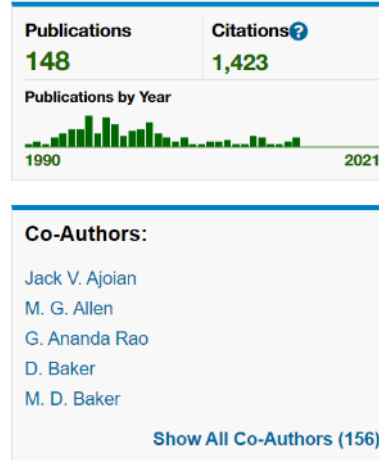 Publications
Citations?
148
1,423
Publications by Year
1990
2021
Co-Authors:
Jack V. Ajoian
M. G. Allen
G. Ananda Rao
D. Baker
M. D. Baker
Show All Co-Authors (156)